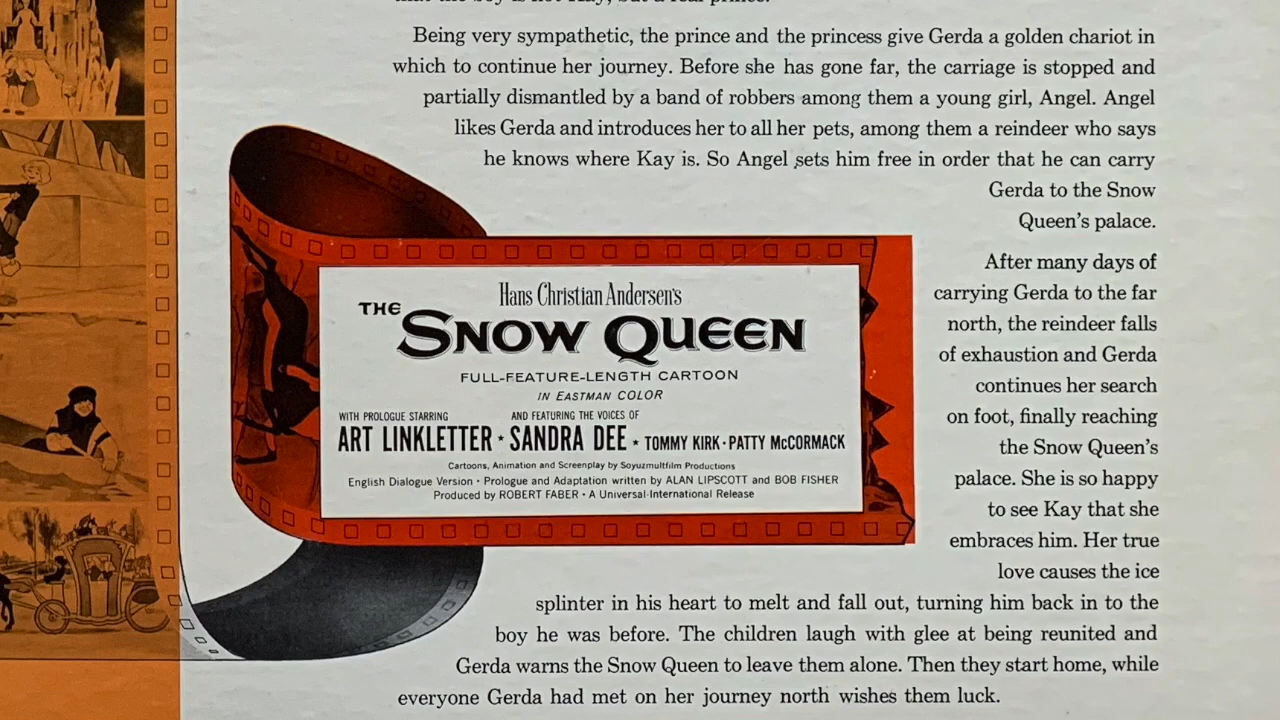 that the boy is not Kay, but a real prince.
Being very sympathetic, the prince and the princess give Gerda a golden chariot in
which to continue her journey. Before she has gone far, the carriage is stopped and
partially dismantled by a band of robbers among them a young girl, Angel. Angel
likes Gerda and introduces her to all her pets, among them a reindeer who says
he knows where Kay is. So Angel sets him free in order that he can carry
Gerda to the Snow
Queen's palace.
After many days of
carrying Gerda to the far
north, the reindeer falls
of exhaustion and Gerda
continues her search
on foot, finally reaching
the Snow Queen's
palace. She is so happy
to see Kay that she
embraces him. Her true
love causes the ice
splinter in his heart to melt and fall out, turning him back in to the
boy he was before. The children laugh with glee at being reunited and
Gerda warns the Snow Queen to leave them alone. Then they start home, while
everyone Gerda had met on her journey north wishes them luck.
Hans Christian Andersen's
THE SNOW QUEEN
FULL-FEATURE-LENGTH CARTOON
IN EASTMAN COLOR
WITH PROLOGUE STARRING AND FEATURING THE VOICES OF
ART LINKLETTER ★ SANDRA DEE ★ TOMMY KIRK · PATTY McCORMACK
Cartoons, Animation and Screenplay by Soyuzmultfilm Productions
English Dialogue Version · Prologue and Adaptation written by ALAN LIPSCOTT and BOB FISHER
Produced by ROBERT FABER · A Universal-International Release